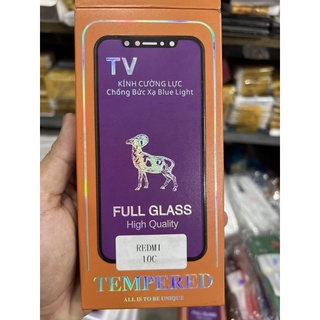 TV
KÍNH CƯỜNG LỰC
Chống Bức Xạ Blue Light
FULL GLASS
High Quality
REDMI
10C
TEMPERED
ALL IS TO BE UNIQUE